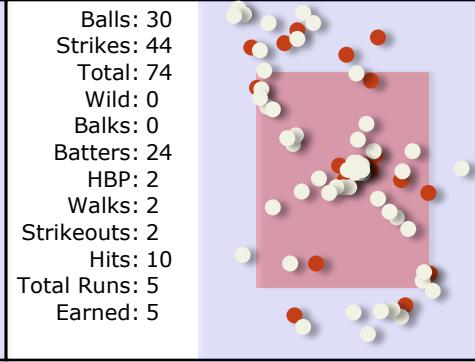 Balls: 30
Strikes: 44
Total: 74
Wild: 0
Balks: 0
Batters: 24
HBP: 2
Walks: 2
Strikeouts: 2
Hits: 10
Total Runs: 5
Earned: 5